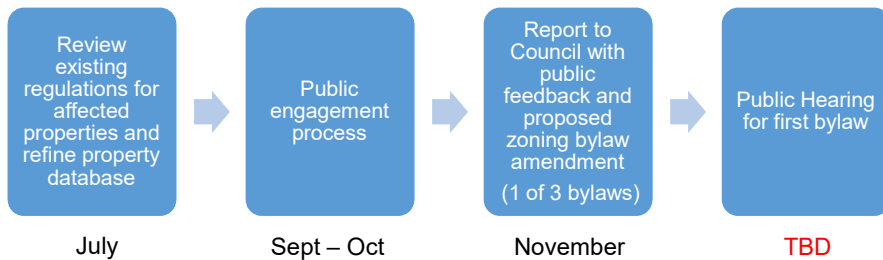 Review
existing
regulations for
affected
properties and
refine property
database
Public
engagement
process
Report to
Council with
public
feedback and
proposed
zoning bylaw
amendment
(1 of 3 bylaws)
Public Hearing
for first bylaw
July
Sept – Oct
November
TBD